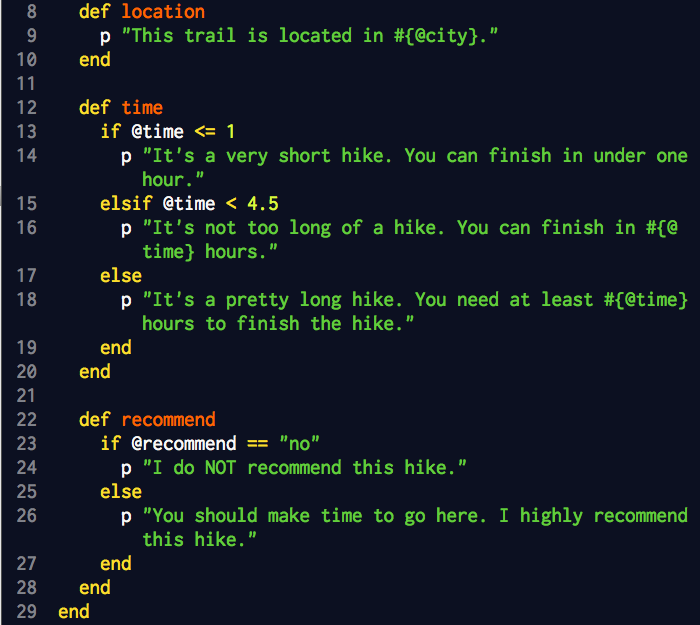 8 def location
9 p "This trail is located in #{@city}."
10 end
11
12 def time
13 if @time <= 1
14 p "It's a very short hike. You can finish in under one
hour."
15 elsif @time < 4.5
16 p "It's not too long of a hike. You can finish in #{@
time} hours."
17 else
18 p "It's a pretty long hike. You need at least #{@time}
hours to finish the hike."
19 end
20 end
21
22 def recommend
23 if @recommend == "no"
24 p "I do NOT recommend this hike."
25 else
26 p "You should make time to go here. I highly recommend
this hike."
27 end
28 end
29 end